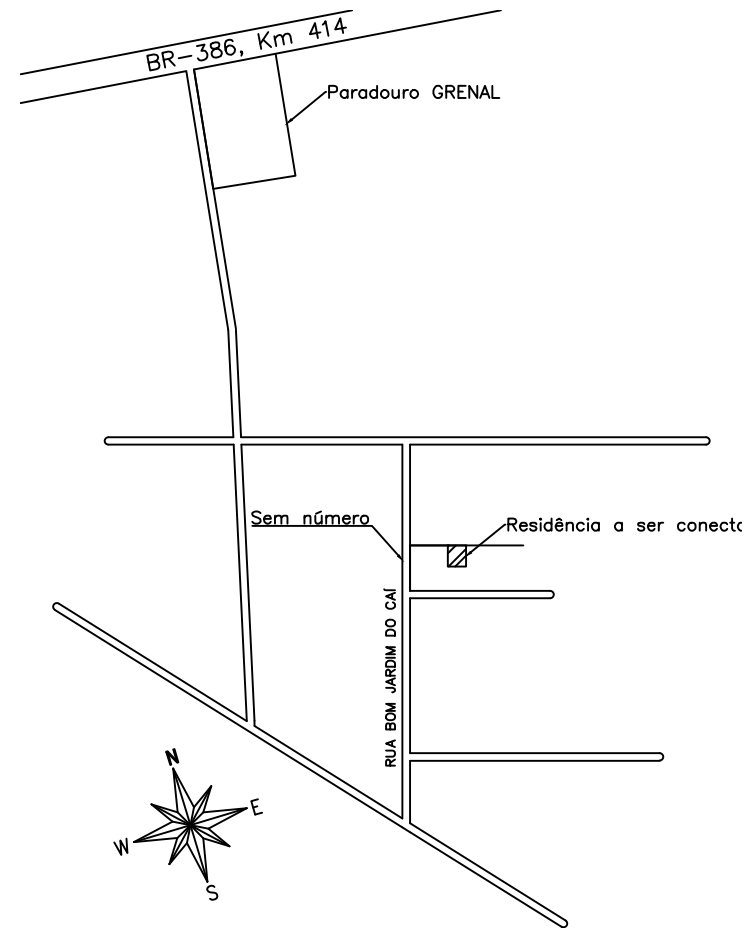 BR-386, Km 414
Paradouro GRENAL
Sem número
Residência a ser conecta
RUA BOM JARDIM DO CAÍ
N
E
W
S